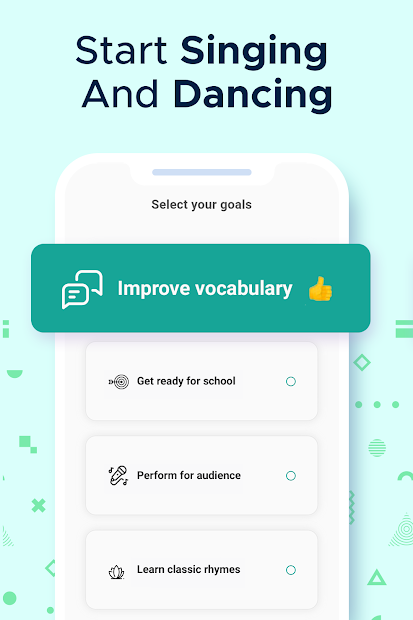 Start Singing
And Dancing
Select your goals
Improve vocabulary 👍
Get ready for school
Perform for audience
Learn classic rhymes